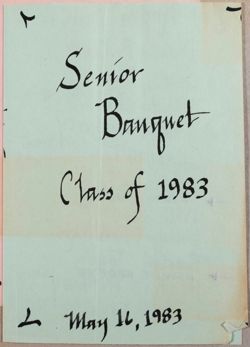 Senior
Banquet
Class of 1983
May 16, 1983